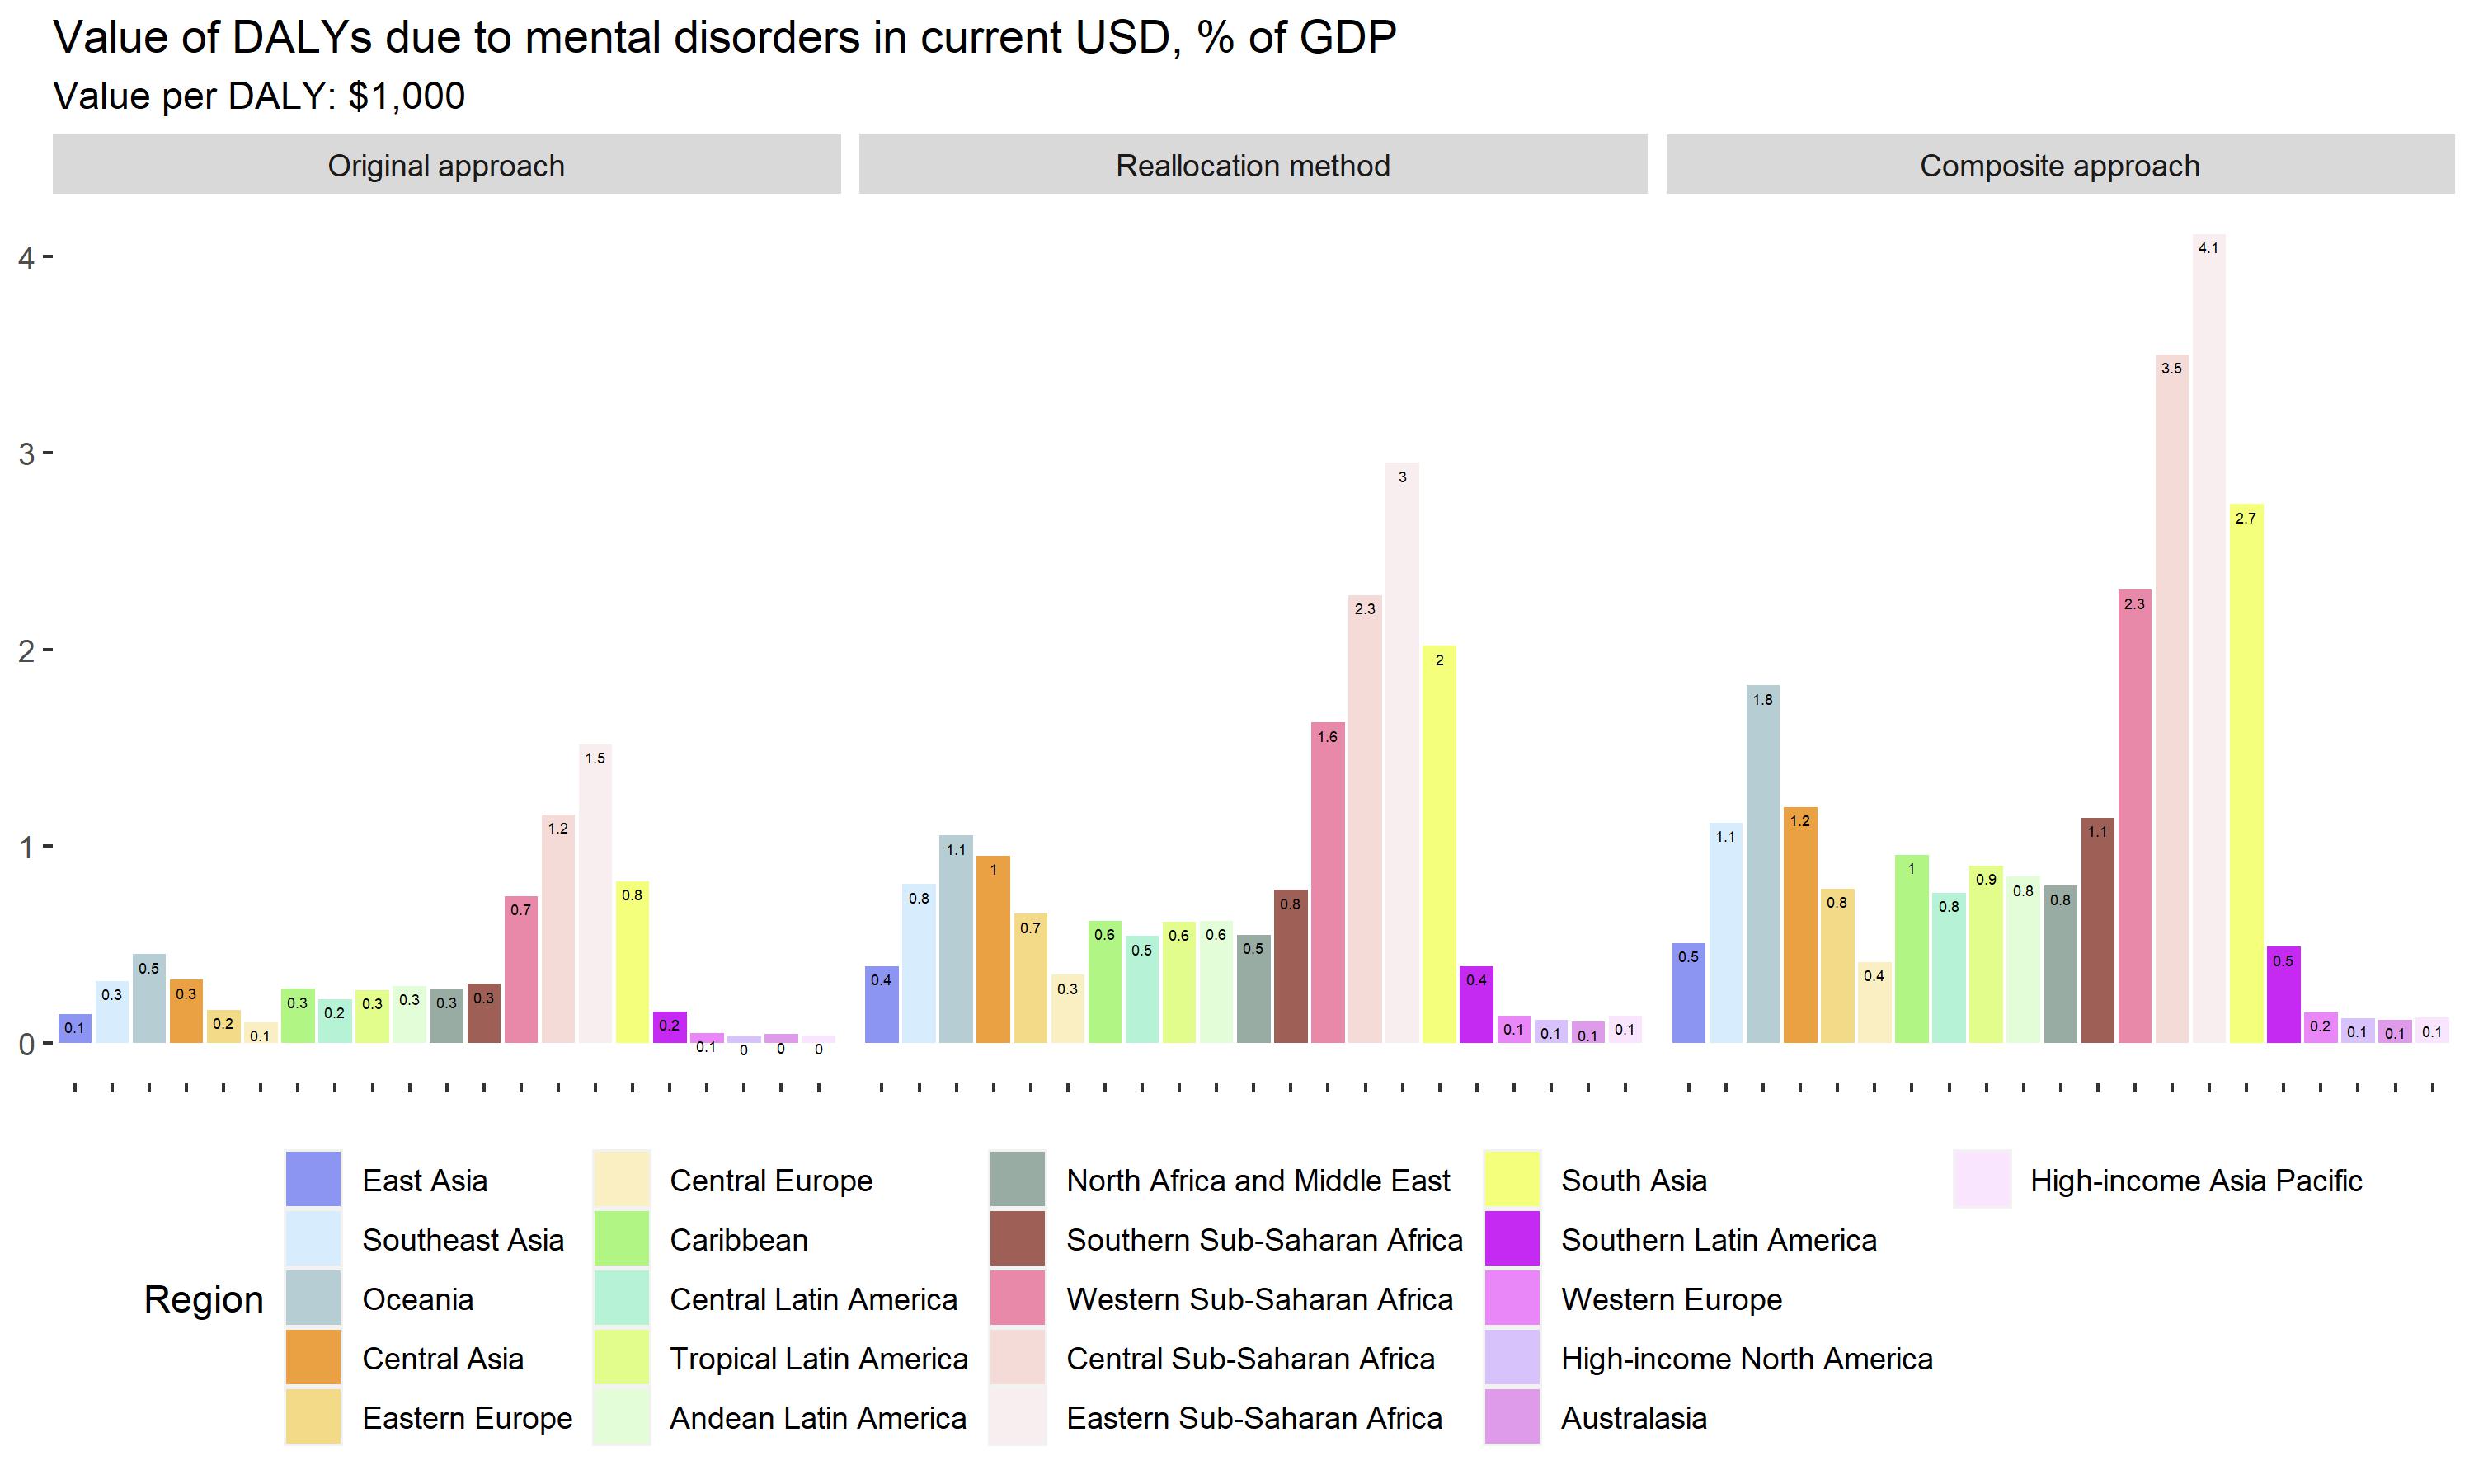 Value of DALYs due to mental disorders in current USD, % of GDP
Value per DALY: $1,000
Original approach
Reallocation method
Composite approach
4
3
2
1
0
0.1
0.3
0.5
0.3
0.2
0.1
0.3
0.2
0.3
0.3
0.3
0.3
0.7
1.2
1.5
0.8
0.2
0.1
0
0
0
0.4
0.8
1.1
1
0.7
0.3
0.6
0.5
0.6
0.6
0.5
0.8
1.6
2.3
3
2
0.4
0.1
0.1
0.1
0.1
0.5
1.1
1.8
1.2
0.8
0.4
1
0.8
0.9
0.8
0.8
1.1
2.3
3.5
4.1
2.7
0.5
0.2
0.1
0.1
0.1
Region
East Asia
Southeast Asia
Oceania
Central Asia
Eastern Europe
Central Europe
Caribbean
Central Latin America
Tropical Latin America
Andean Latin America
North Africa and Middle East
Southern Sub-Saharan Africa
Western Sub-Saharan Africa
Central Sub-Saharan Africa
Eastern Sub-Saharan Africa
South Asia
Southern Latin America
Western Europe
High-income North America
Australasia
High-income Asia Pacific